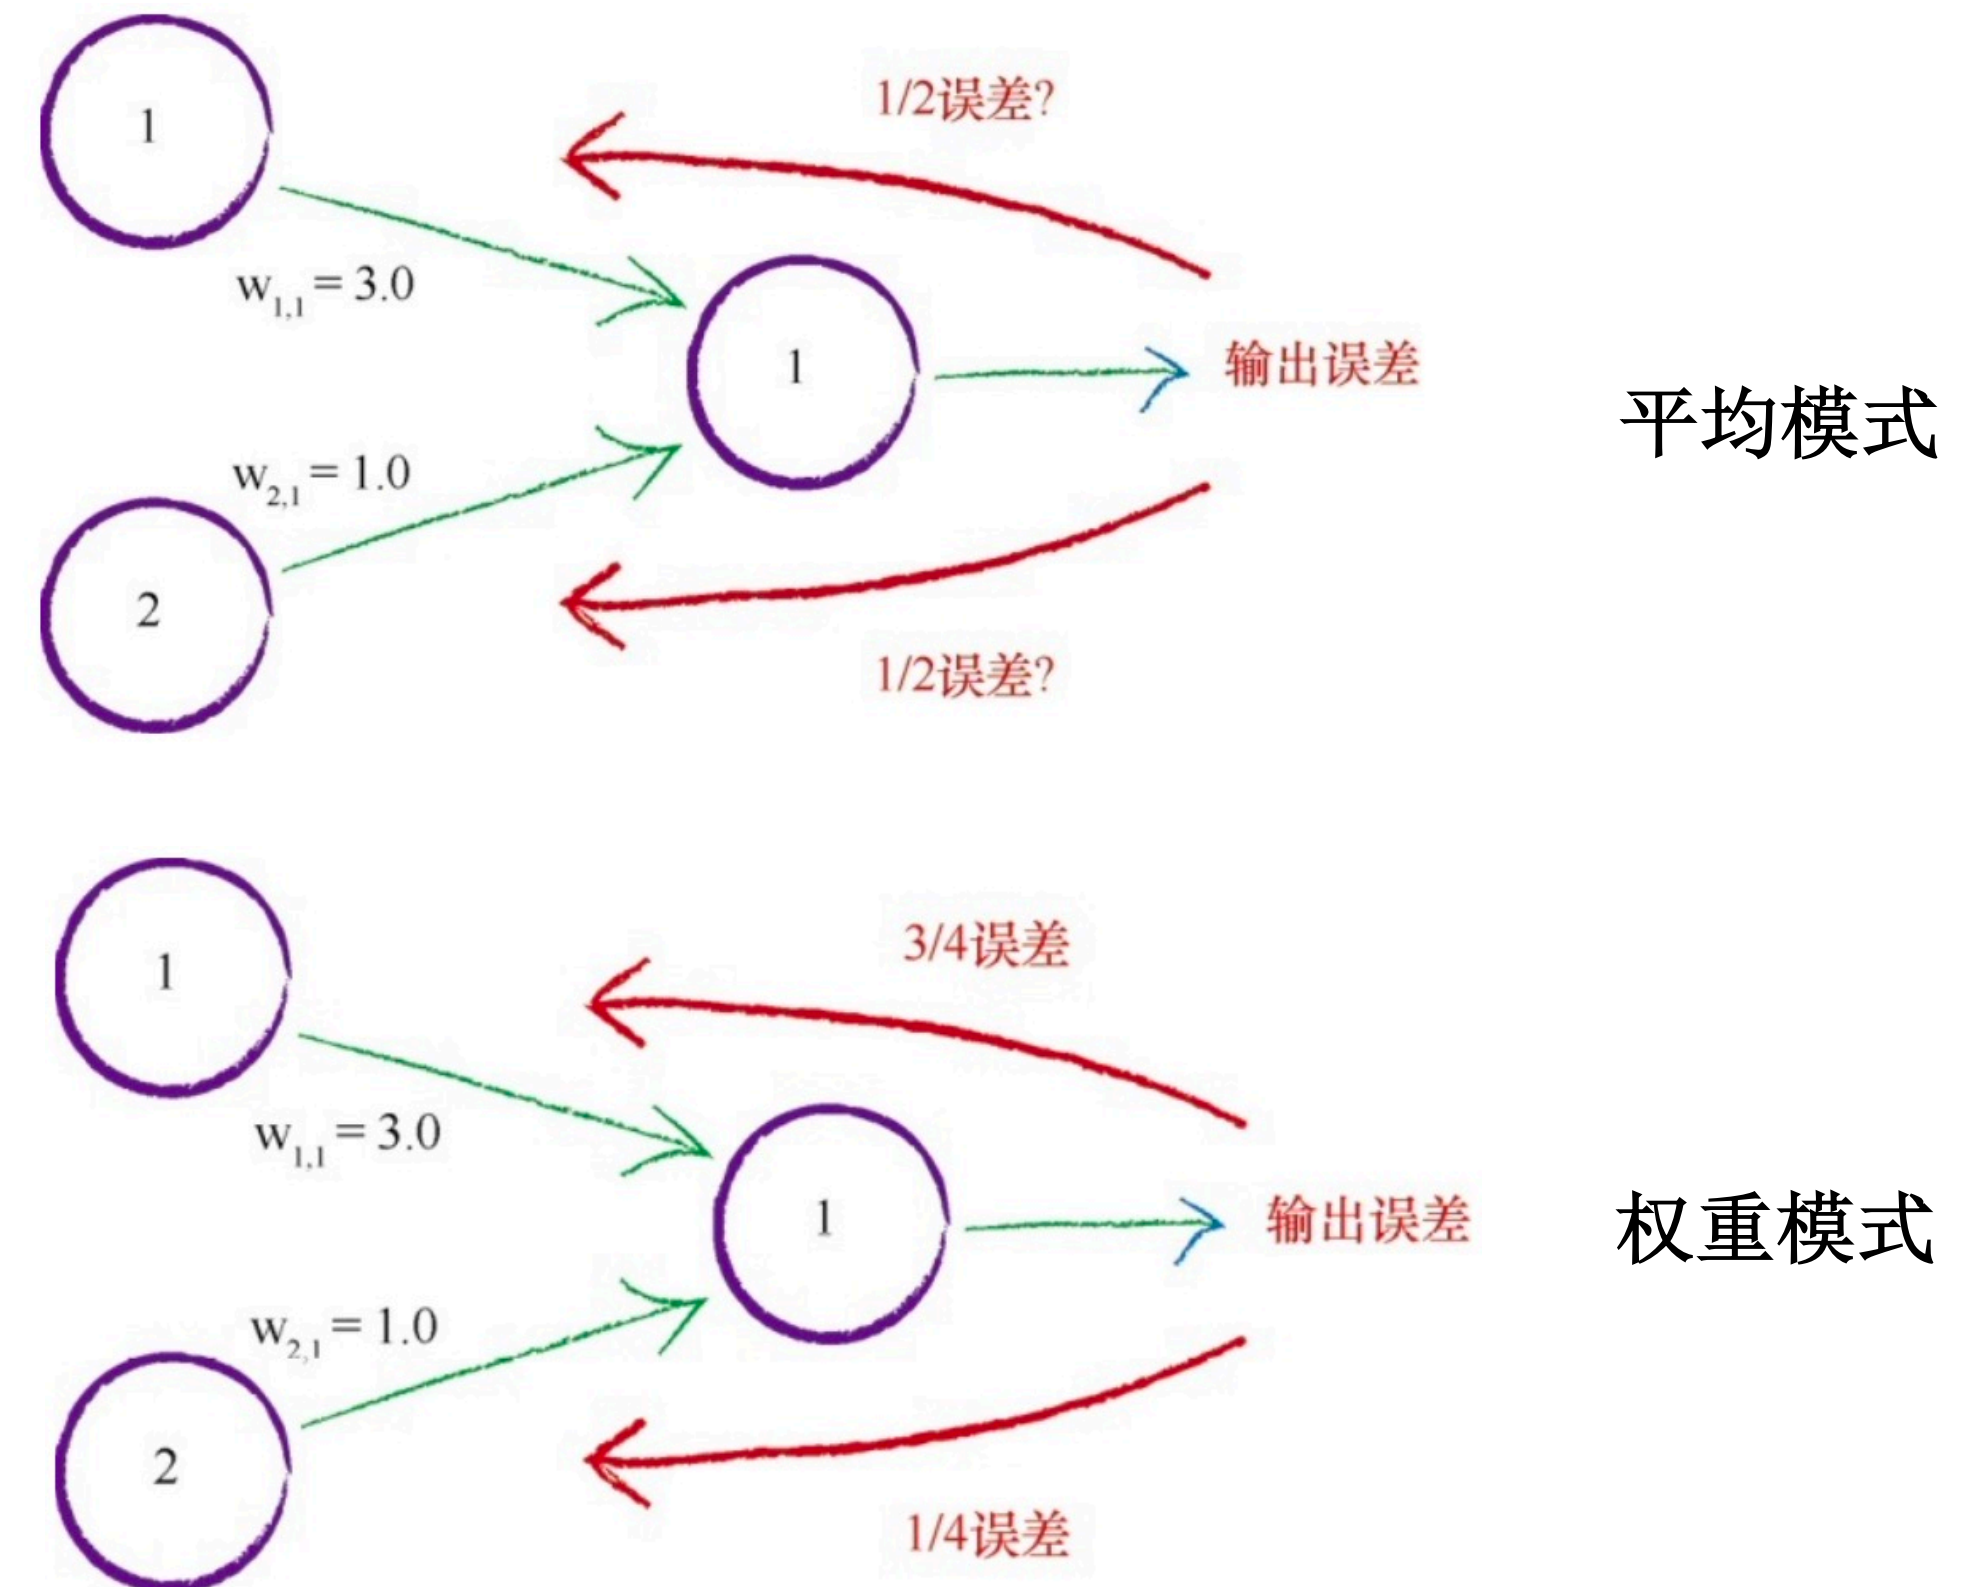 1
1/2误差?
w1,1 = 3.0
1
输出误差
平均模式
w2,1 = 1.0
2
1/2误差?
1
3/4误差
w1,1 = 3.0
1
输出误差
权重模式
w2,1 = 1.0
2
1/4误差